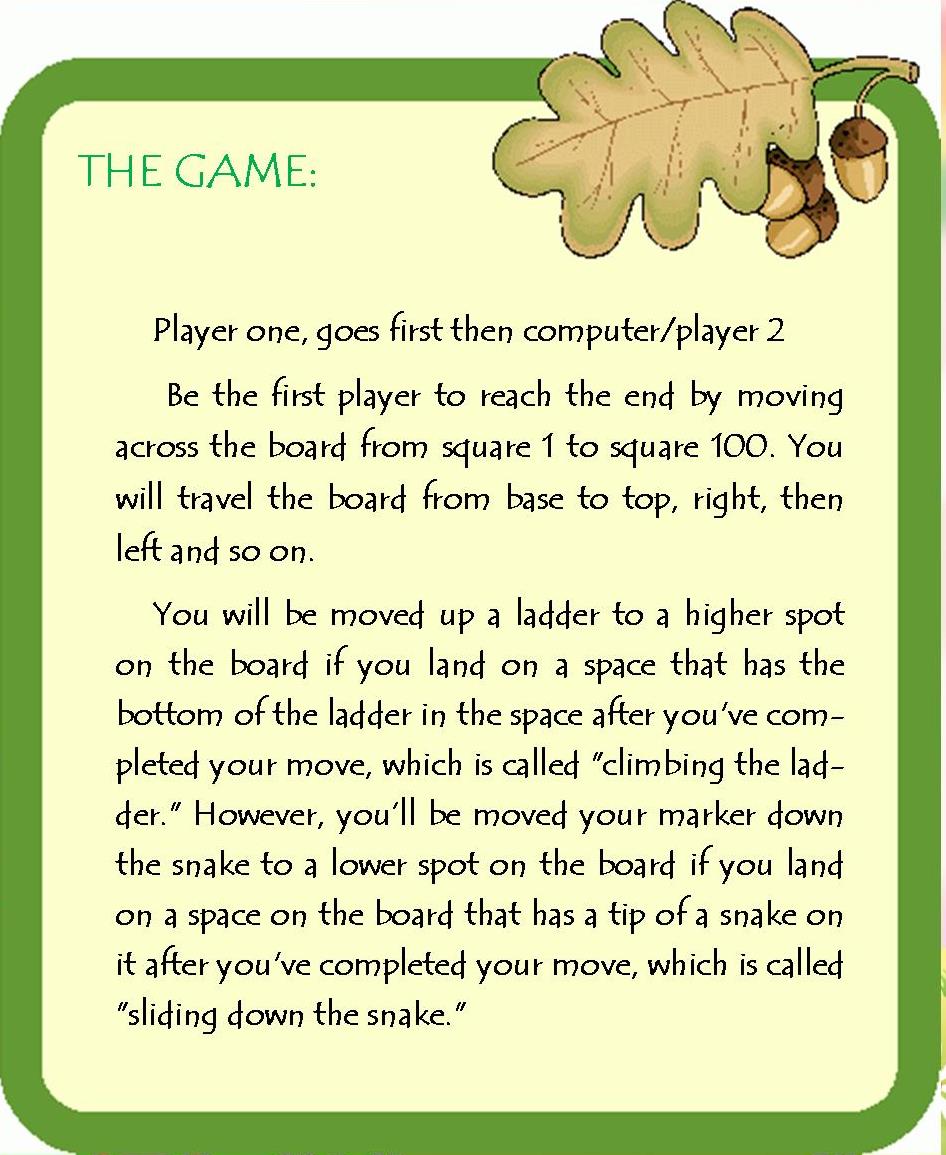 THE GAME:
Player one, goes first then computer/player 2
Be the first player to reach the end by moving
across the board from square 1 to square 100. You
will travel the board from base to top, right, then
left and so on.
You will be moved up a ladder to a higher spot
on the board if you land on a space that has the
bottom of the ladder in the space after you've com-
pleted your move, which is called "climbing the lad-
der." However, you'll be moved your marker down
the snake to a lower spot on the board if you land
on a space on the board that has a tip of a snake on
it after you've completed your move, which is called
"sliding down the snake."